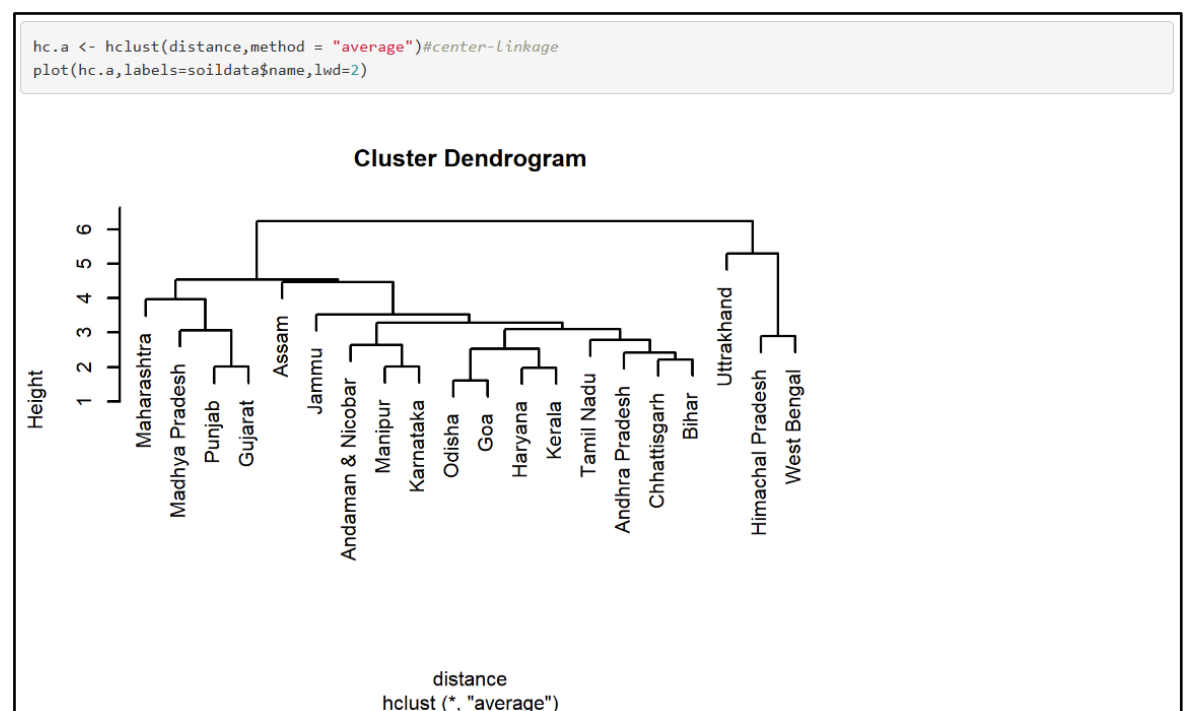 hc.a <- hclust(distance,method = "average")#center-linkage
plot(hc.a,labels=soildata$name,lwd=2)
Cluster Dendrogram
Height
6
5
4
3
2
1
Maharashtra
Madhya Pradesh
Punjab
Gujarat
Assam
Jammu
Andaman & Nicobar
Manipur
Karnataka
Odisha
Goa
Haryana
Kerala
Tamil Nadu
Andhra Pradesh
Chhattisgarh
Bihar
Uttrakhand
Himachal Pradesh
West Bengal
distance
hclust (*, "average")